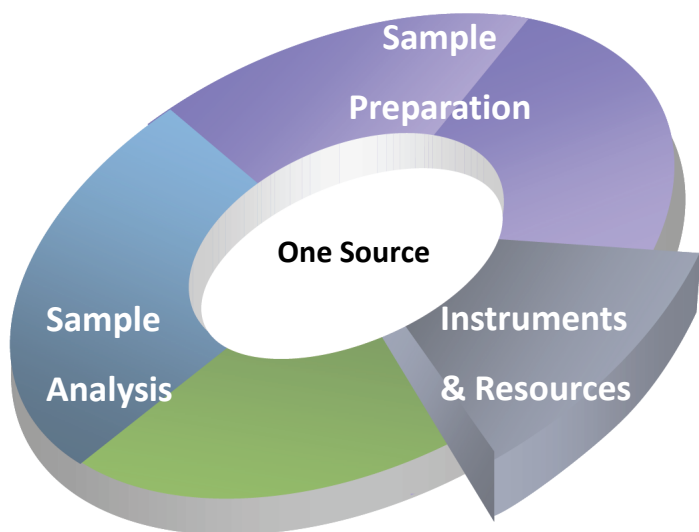 Sample
Preparation
One Source
Sample
Analysis
Instruments
& Resources